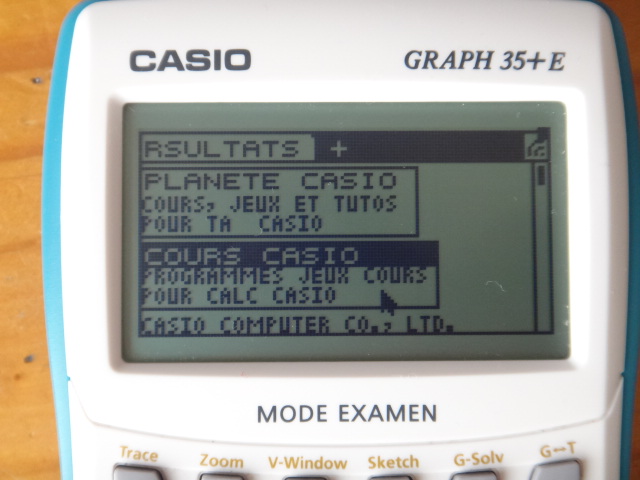 CASIO
GRAPH 35+E
RSULTATS +
PLANETE CASIO
COURS, JEUX ET TUTOS
POUR TA CASIO
COURS CASIO
PROGRAMMES JEUX COURS
POUR CALC CASIO
CASIO COMPUTER CO., LTD.
MODE EXAMEN
Trace Zoom V-Window Sketch G-Solv G↔T